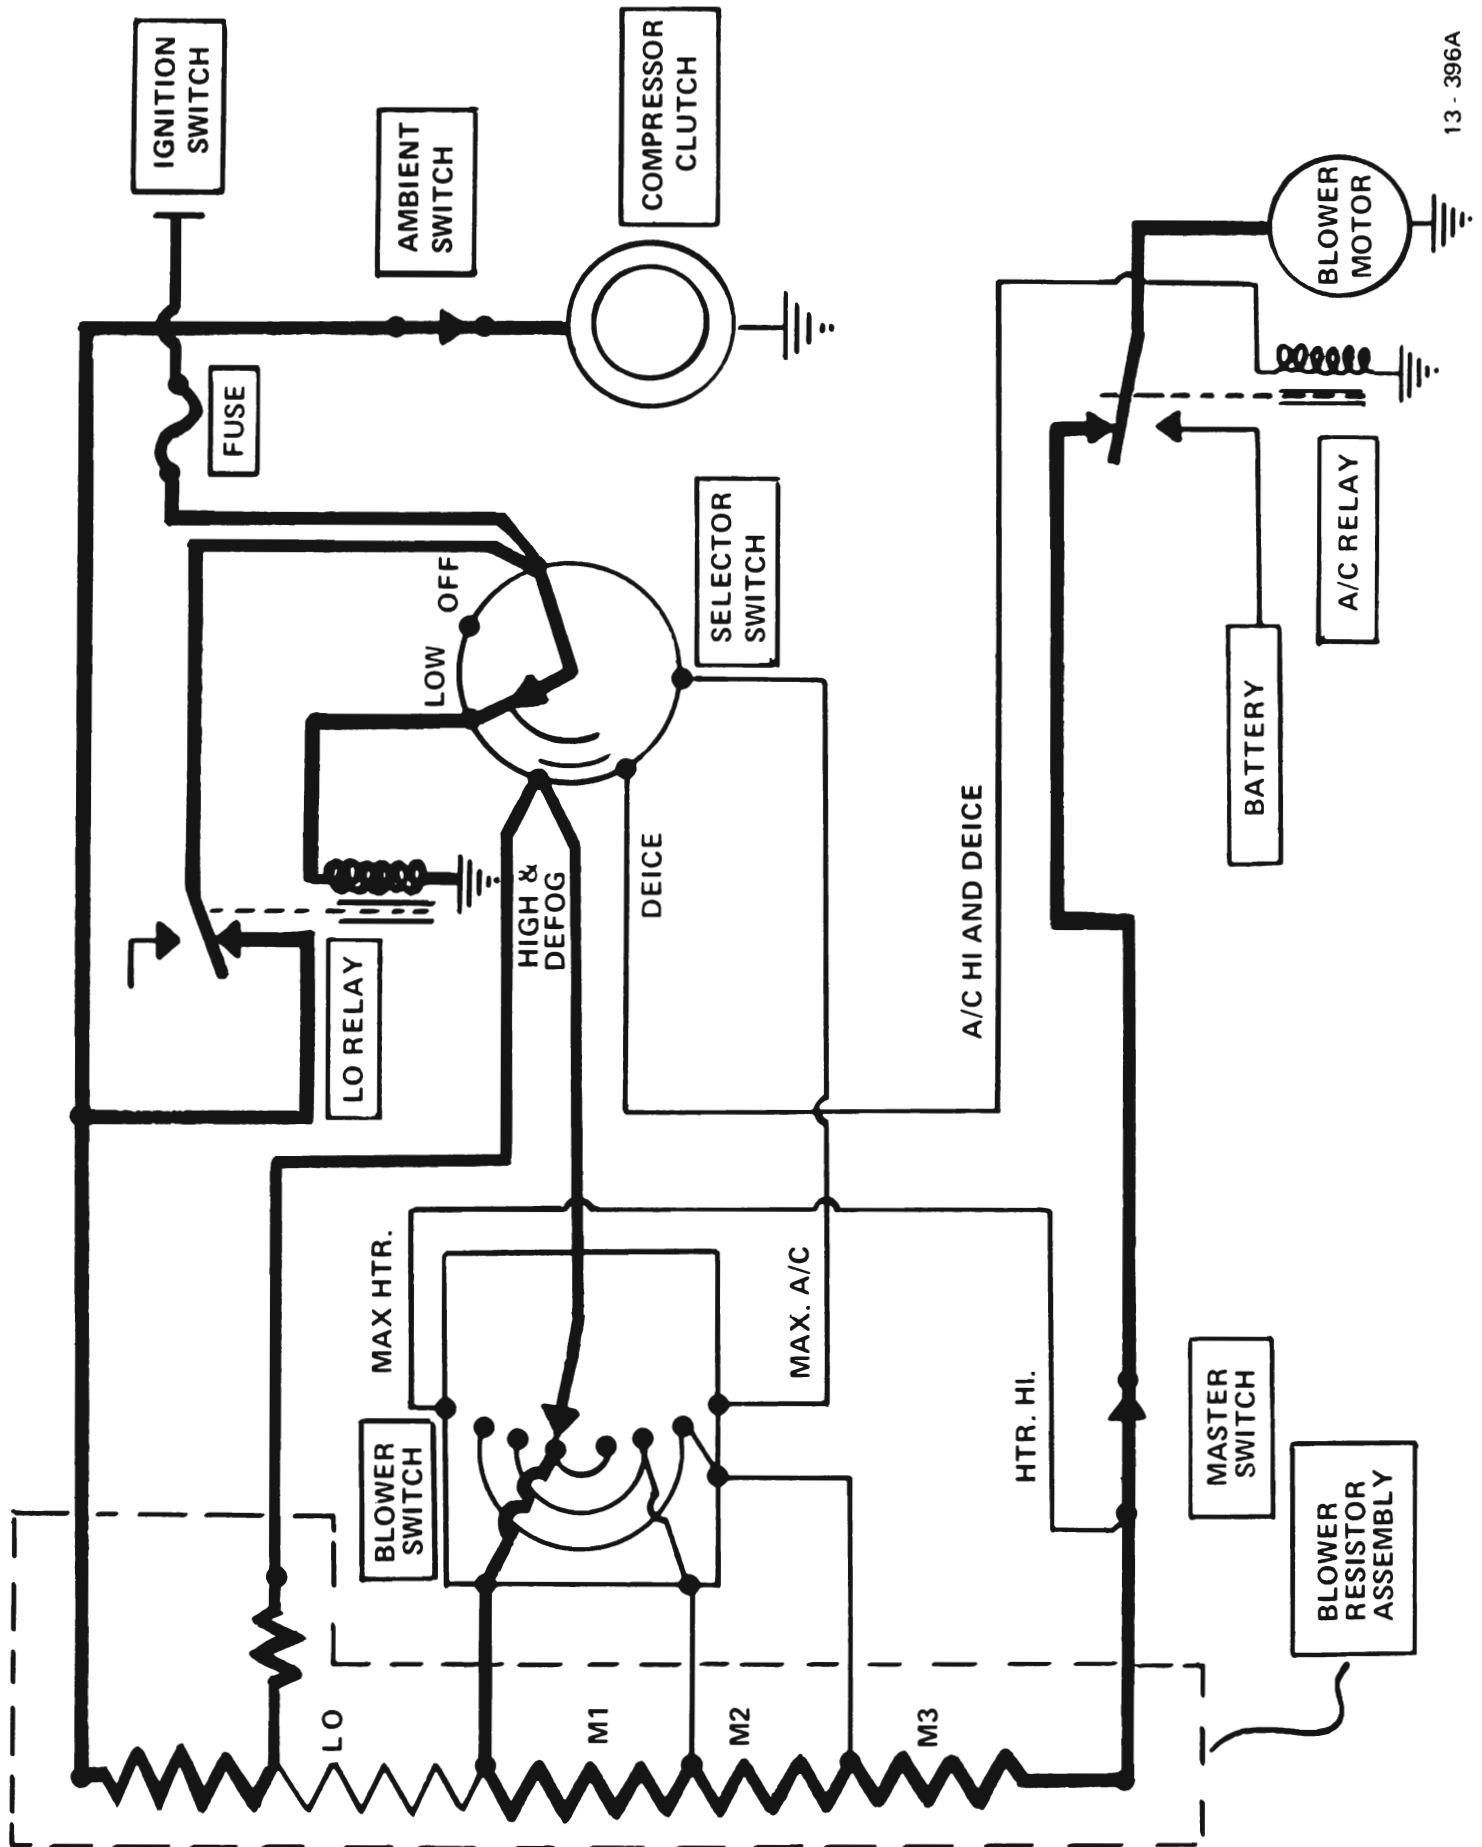 BLOWER
RESISTOR
ASSEMBLY
LO
M1
M2
M3
BLOWER
SWITCH
MAX HTR.
MAX. A/C
HTR. HI.
MASTER
SWITCH
LO RELAY
HIGH &
DEFOG
DEICE
A/C HI AND DEICE
LOW
OFF
SELECTOR
SWITCH
BATTERY
A/C RELAY
FUSE
IGNITION
SWITCH
AMBIENT
SWITCH
COMPRESSOR
CLUTCH
BLOWER
MOTOR
13 - 396A